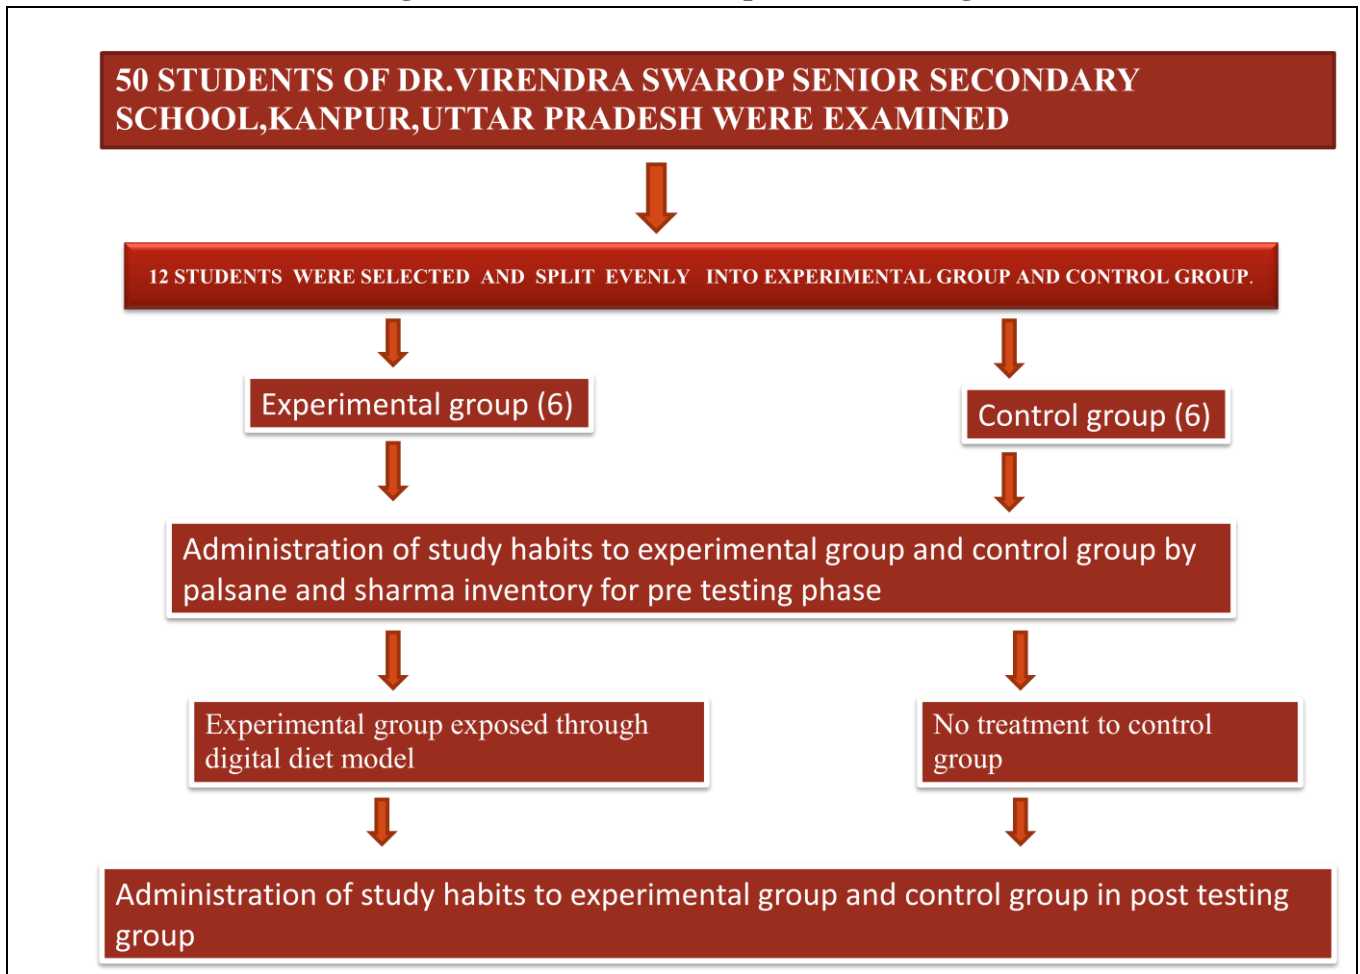 50 STUDENTS OF DR.VIRENDRA SWAROP SENIOR SECONDARY
SCHOOL,KANPUR,UTTAR PRADESH WERE EXAMINED
12 STUDENTS WERE SELECTED AND SPLIT EVENLY INTO EXPERIMENTAL GROUP AND CONTROL GROUP.
Experimental group (6)
Control group (6)
Administration of study habits to experimental group and control group by
palsane and sharma inventory for pre testing phase
Experimental group exposed through
digital diet model
No treatment to control
group
Administration of study habits to experimental group and control group in post testing
group